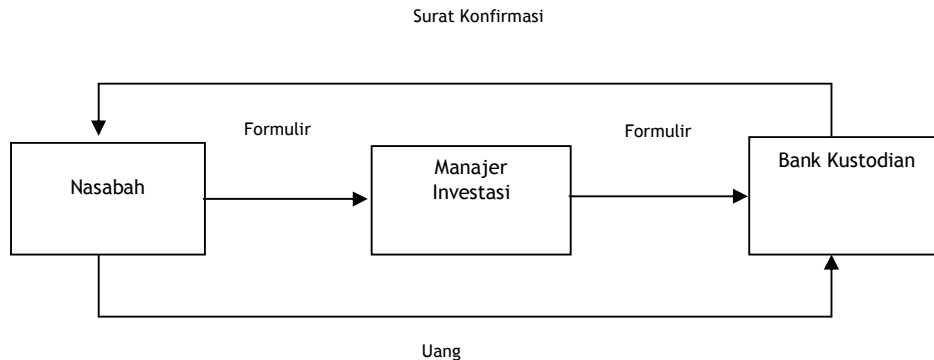 Surat Konfirmasi
Formulir
Formulir
Nasabah
Manajer
Investasi
Bank Kustodian
Uang